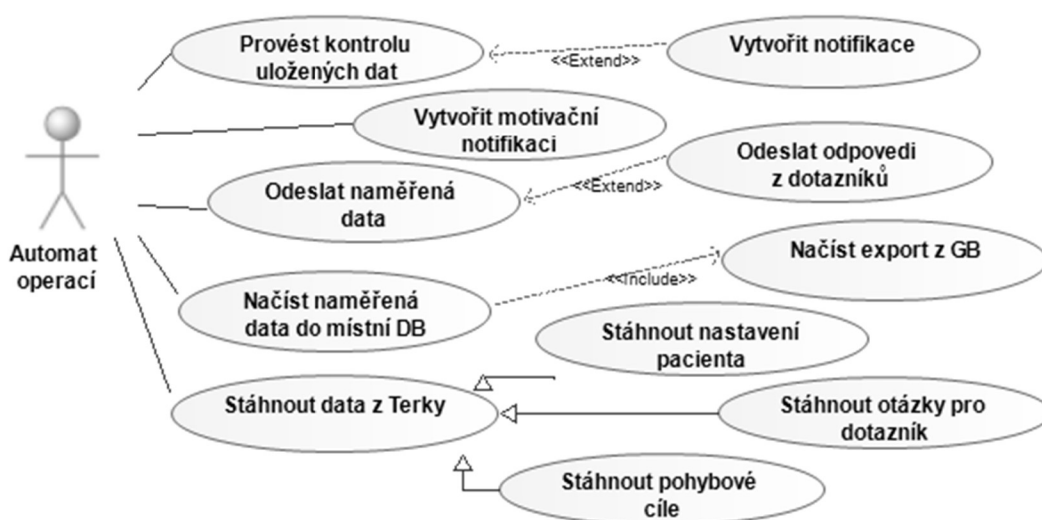 Provést kontrolu
uložených dat
<<Extend>>
Vytvořit notifikace
Vytvořit motivační
notifikaci
Odeslat naměřená
data
<<Extend>>
Odeslat odpovedi
z dotazníků
Automat
operací
Načíst naměřená
data do místní DB
<<Include>>
Načíst export z GB
Stáhnout nastavení
pacienta
Stáhnout data z Terky
Stáhnout otázky pro
dotazník
Stáhnout pohybové
cíle